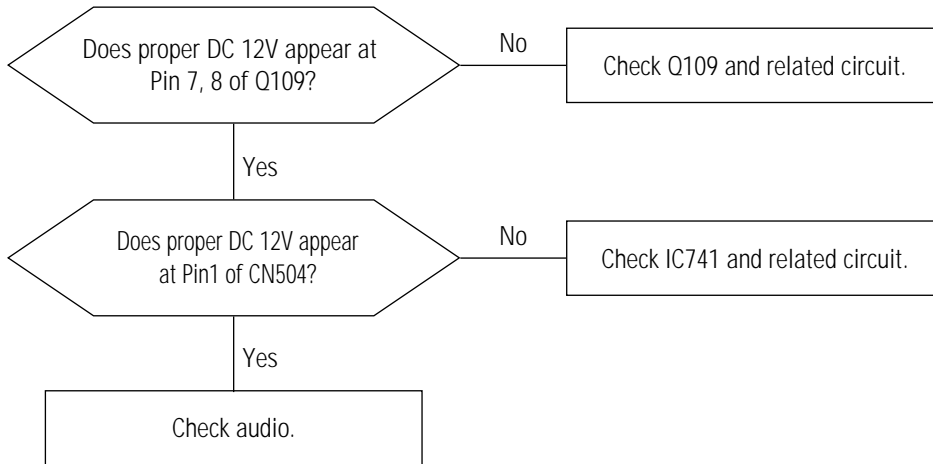 Does proper DC 12V appear at
Pin 7, 8 of Q109?
No
Check Q109 and related circuit.
Yes
Does proper DC 12V appear
at Pin1 of CN504?
No
Check IC741 and related circuit.
Yes
Check audio.